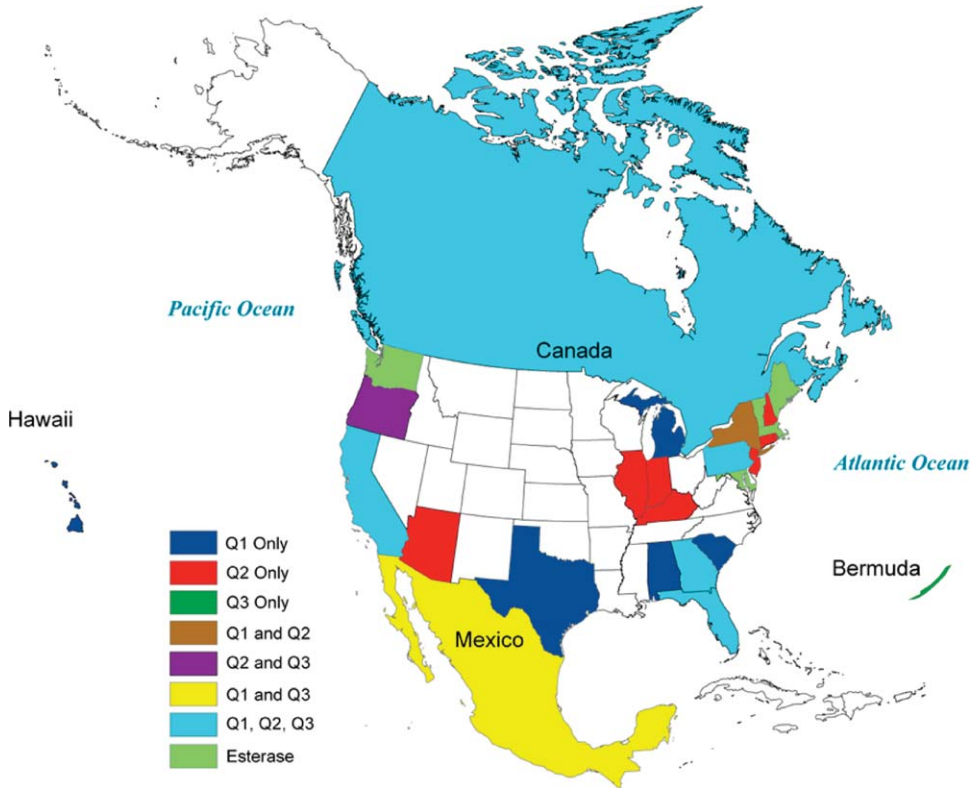 Canada
Pacific Ocean
Hawaii
Atlantic Ocean
Bermuda
Mexico
Q1 Only
Q2 Only
Q3 Only
Q1 and Q2
Q2 and Q3
Q1 and Q3
Q1, Q2, Q3
Esterase